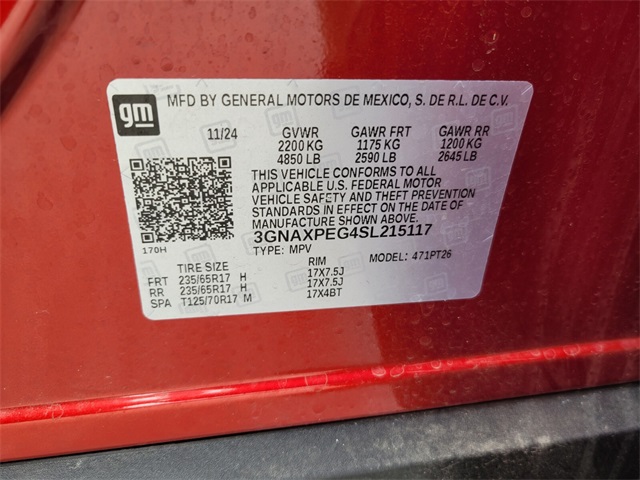 gm
MFD BY GENERAL MOTORS DE MEXICO, S. DE R.L. DE C.V.
11/24 GVWR GAWR FRT GAWR RR
2200 KG 1175 KG 1200 KG
4850 LB 2590 LB 2645 LB
THIS VEHICLE CONFORMS TO ALL
APPLICABLE U.S. FEDERAL MOTOR
VEHICLE SAFETY AND THEFT PREVENTION
STANDARDS IN EFFECT ON THE DATE OF
MANUFACTURE SHOWN ABOVE.
3GNAXPEG4SL215117
170H TYPE: MPV MODEL: 471PT26
TIRE SIZE RIM
FRT 235/65R17 H 17X7.5J
RR 235/65R17 H 17X7.5J
SPA T125/70R17 M 17X4BT